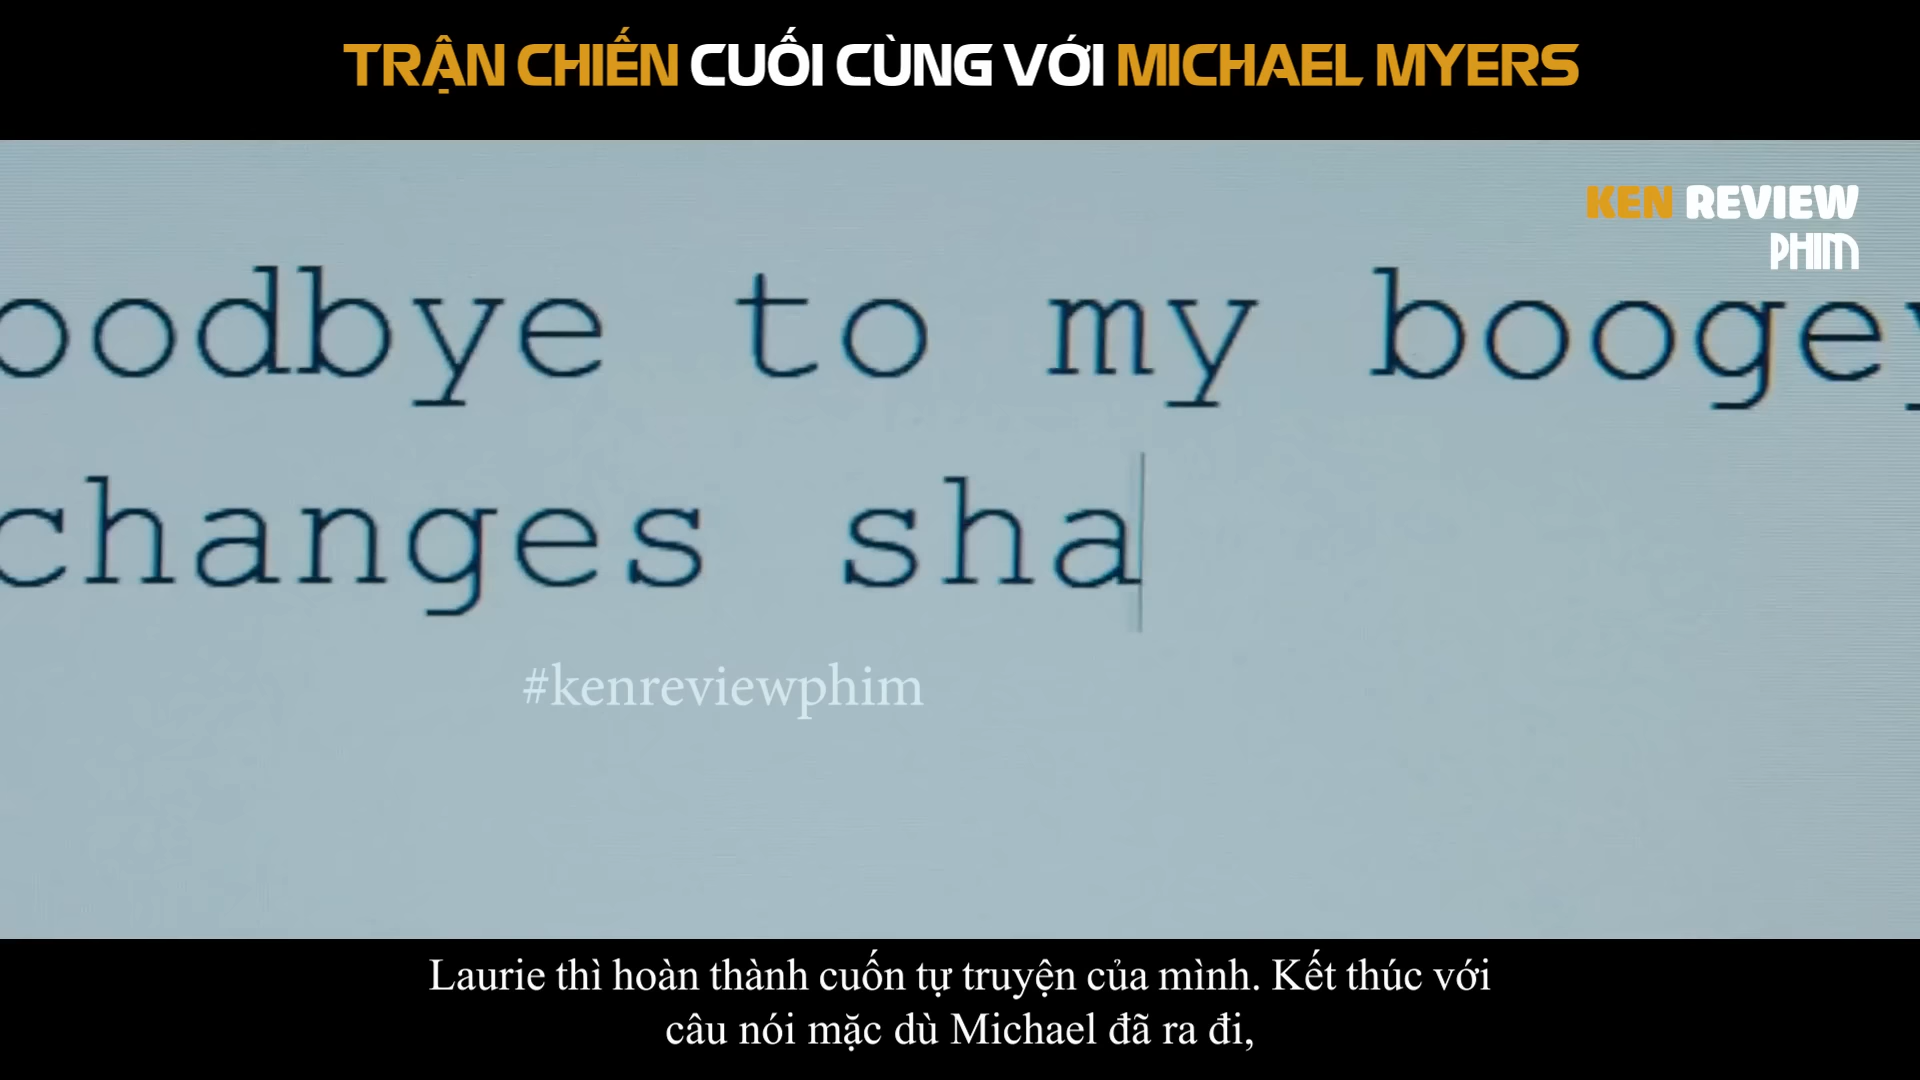 TRẬN CHIẾN CUỐI CÙNG VỚI MICHAEL MYERS
KEN REVIEW
PHIM
oodbye to my boogey
changes sha
#kenreviewphim
Laurie thì hoàn thành cuốn tự truyện của mình. Kết thúc với
câu nói mặc dù Michael đã ra đi,